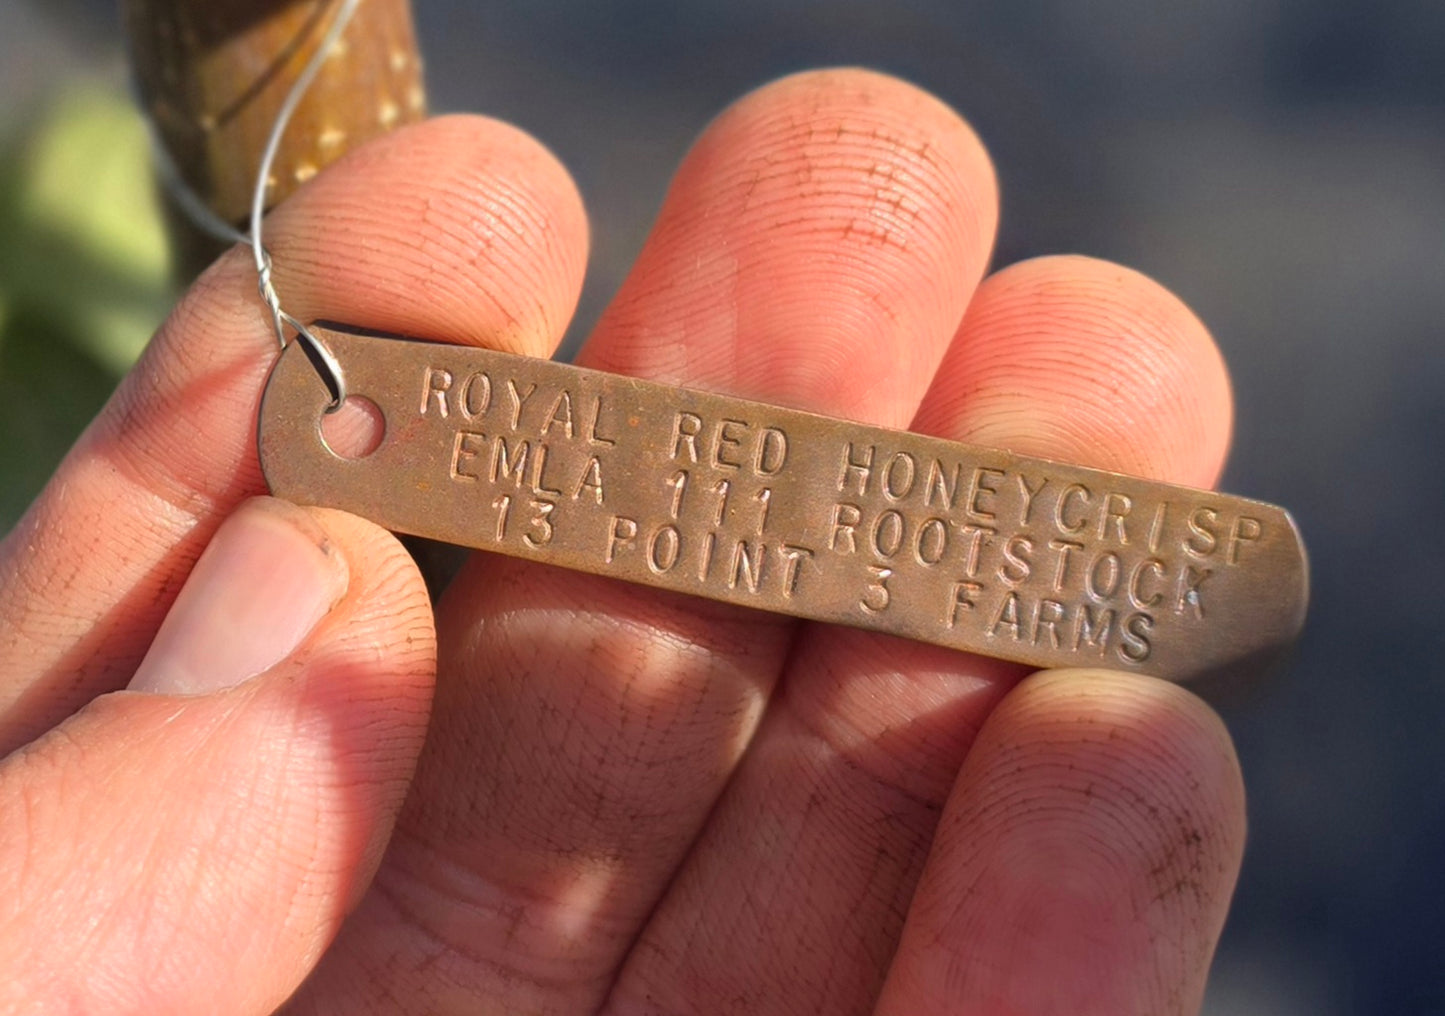 ROYAL RED HONEYCRISP
EMLA 111 ROOTSTOCK
13 POINT 3 FARMS